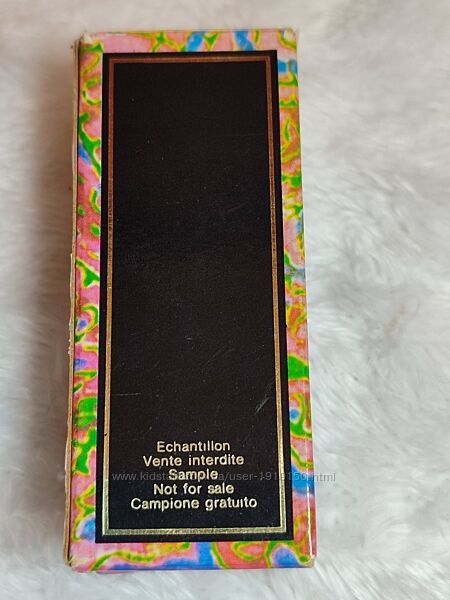 Echantillon
Vente interdite
Sample
Not for sale
Campione gratuito